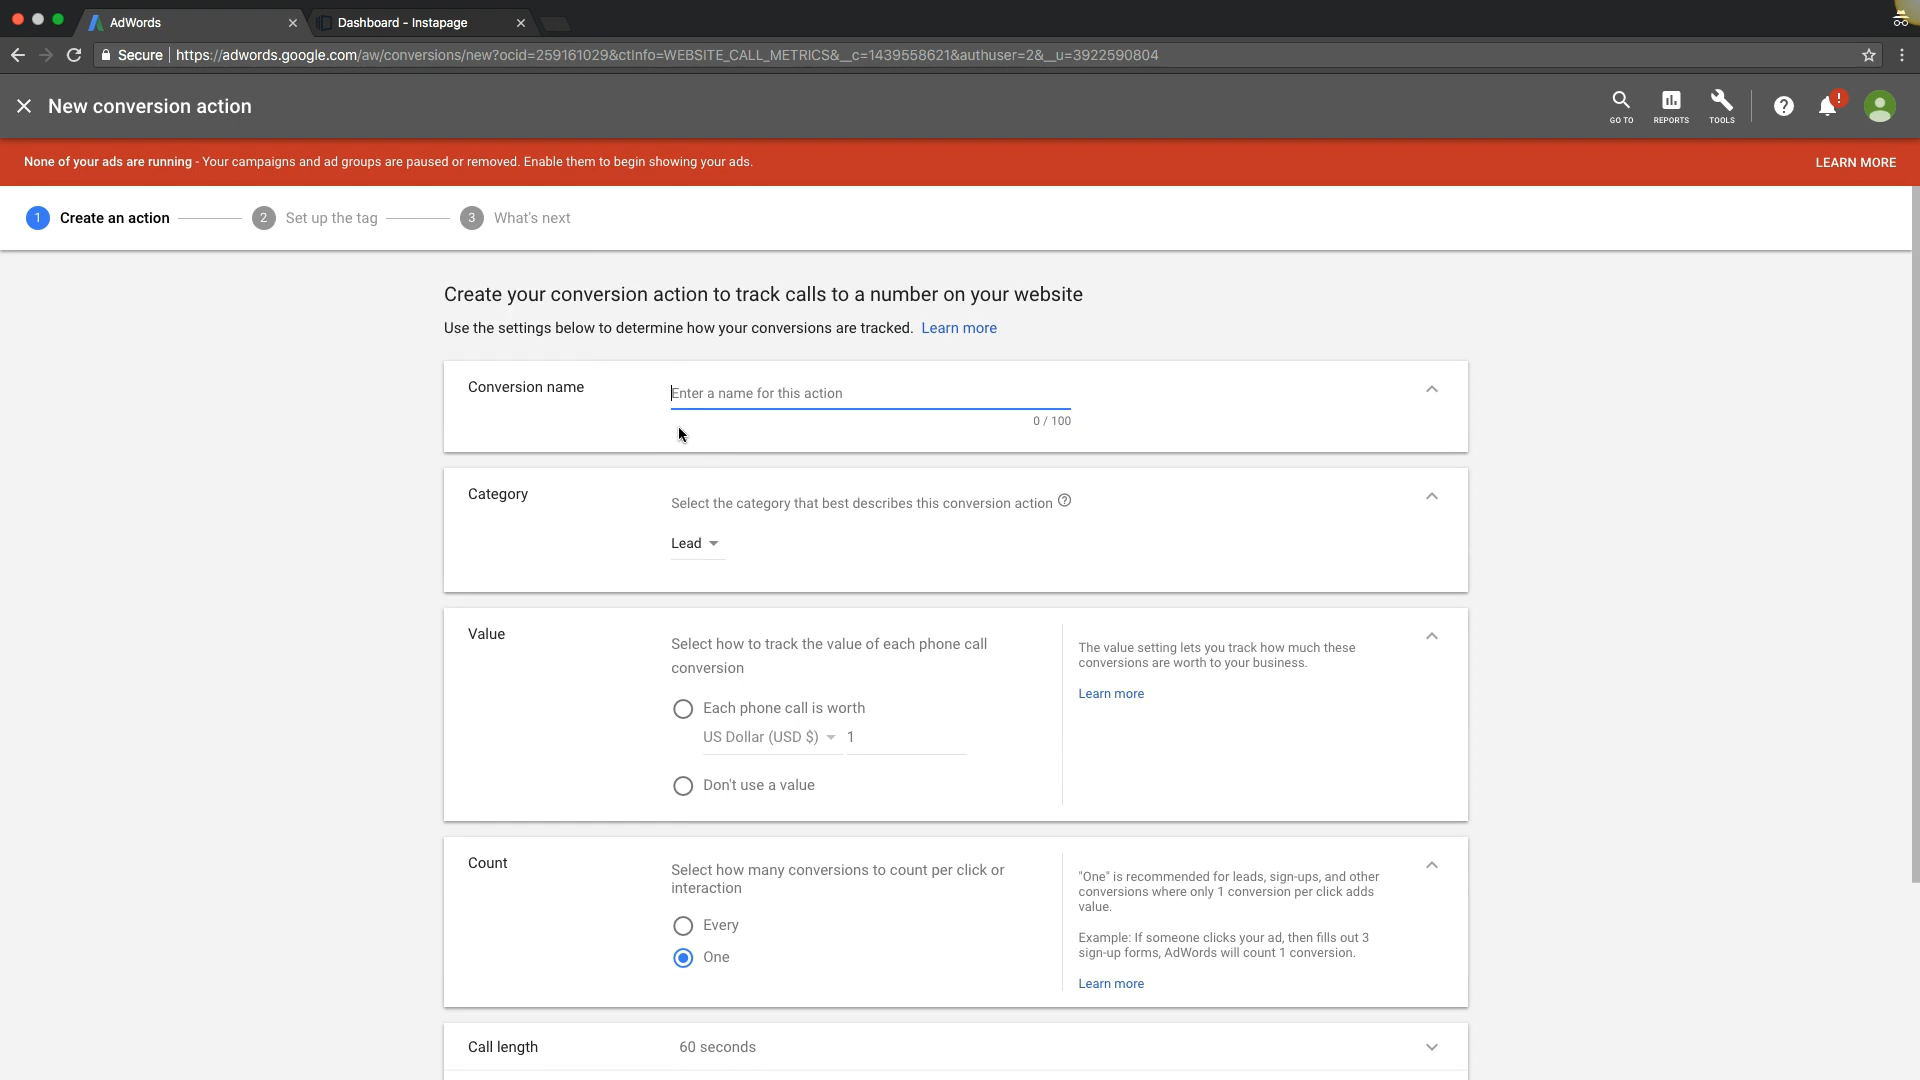 AdWords
Dashboard - Instapage
Secure
https://adwords.google.com/aw/conversions/new?ocid=259161029&ctInfo=WEBSITE_CALL_METRICS&__c=1439558621&authuser=2&__u=3922590804
New conversion action
GO TO
REPORTS
TOOLS
!
None of your ads are running - Your campaigns and ad groups are paused or removed. Enable them to begin showing your ads.
LEARN MORE
1 Create an action
2 Set up the tag
3 What's next
Create your conversion action to track calls to a number on your website
Use the settings below to determine how your conversions are tracked. Learn more
Conversion name
Enter a name for this action
0 / 100
Category
Select the category that best describes this conversion action
Lead
Value
Select how to track the value of each phone call
conversion
Each phone call is worth
US Dollar (USD $) 1
Don't use a value
The value setting lets you track how much these
conversions are worth to your business.
Learn more
Count
Select how many conversions to count per click or
interaction
Every
One
"One" is recommended for leads, sign-ups, and other
conversions where only 1 conversion per click adds
value.
Example: If someone clicks your ad, then fills out 3
sign-up forms, AdWords will count 1 conversion.
Learn more
Call length
60 seconds